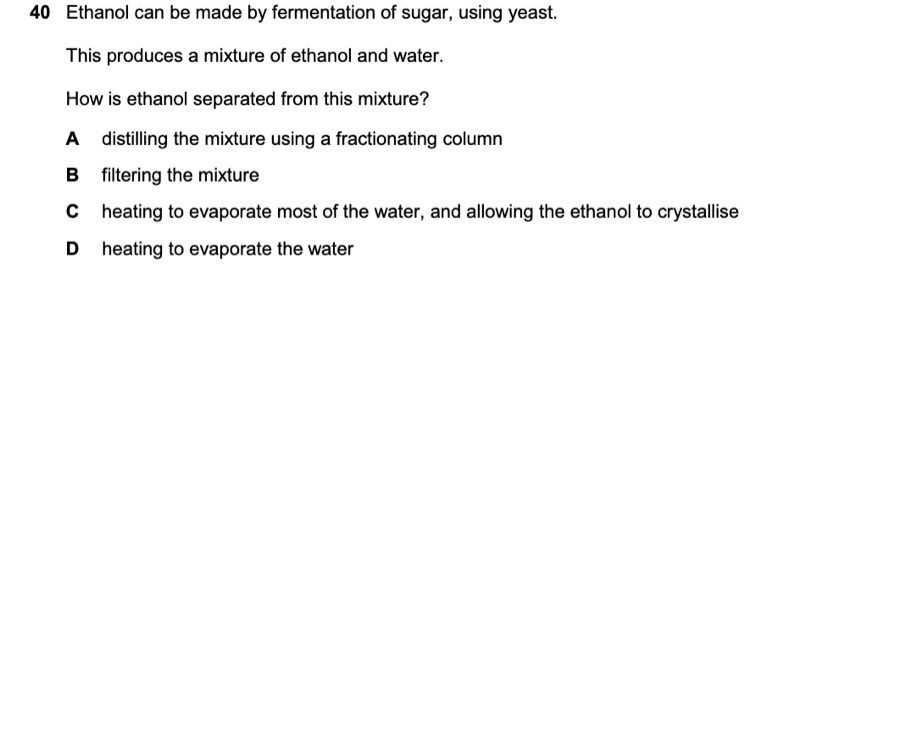 40 Ethanol can be made by fermentation of sugar, using yeast.
This produces a mixture of ethanol and water.
How is ethanol separated from this mixture?
A distilling the mixture using a fractionating column
B filtering the mixture
C heating to evaporate most of the water, and allowing the ethanol to crystallise
D heating to evaporate the water